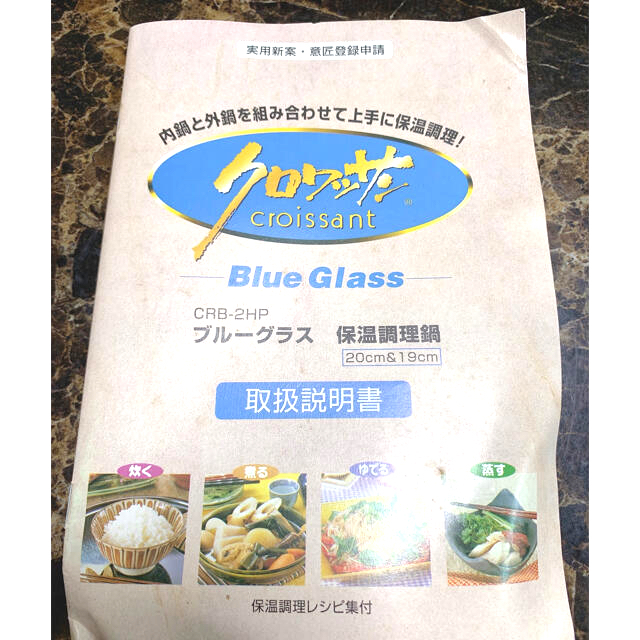 実用新案・意匠登録申請
内鍋と外鍋を組み合わせて上手に保温調理!
クロワッサン
croissant
Blue Glass
CRB-2HP
ブルーグラス 保温調理鍋
20cm&19cm
取扱説明書
炊く 煮る ゆでる 蒸す
保温調理レシピ集付